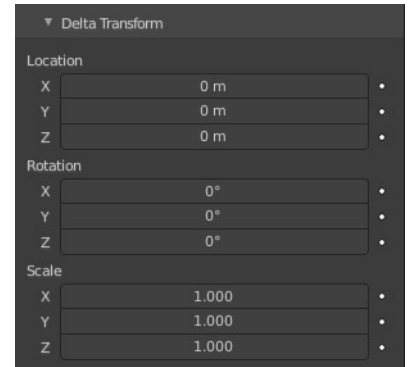 Delta Transform
Location
X 0 m
Y 0 m
Z 0 m
Rotation
X 0°
Y 0°
Z 0°
Scale
X 1.000
Y 1.000
Z 1.000